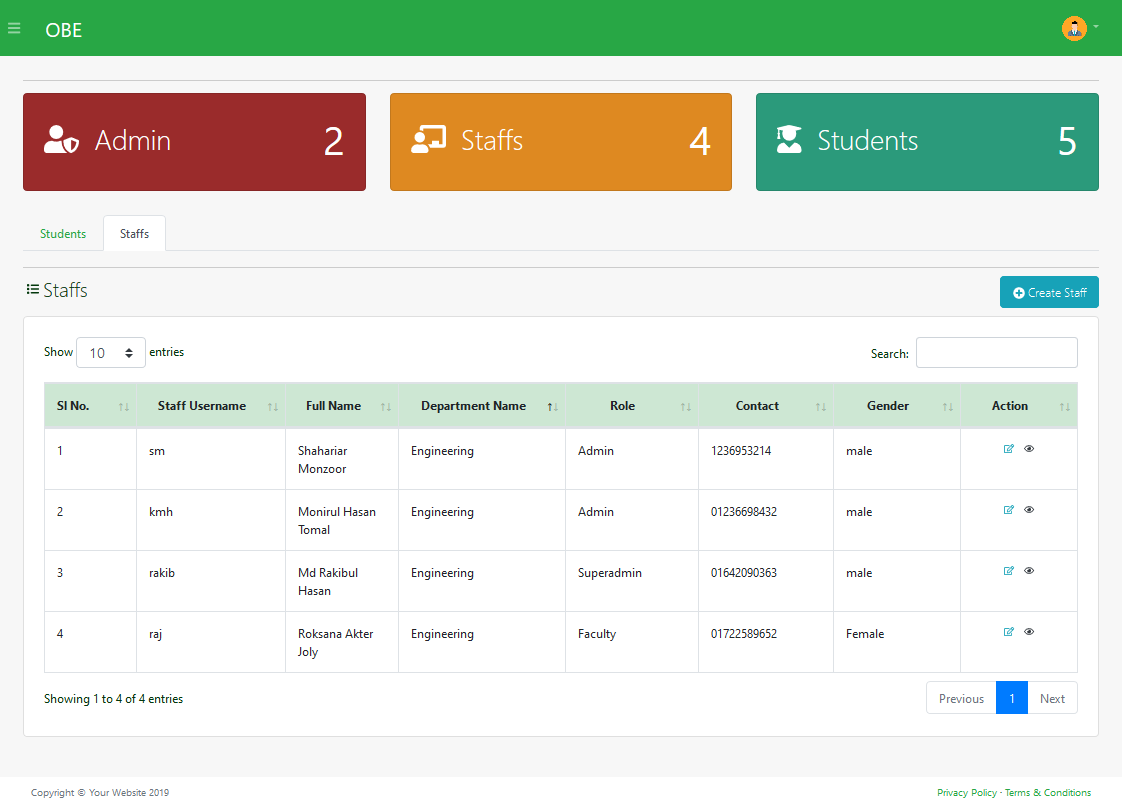 OBE
Admin 2
Staffs 4
Students 5
Students Staffs
Staffs
Create Staff
Show 10 entries
Search:
Sl No. Staff Username Full Name Department Name Role Contact Gender Action
1 sm Shahariar Monzoor Engineering Admin 1236953214 male
2 kmh Monirul Hasan Tomal Engineering Admin 01236698432 male
3 rakib Md Rakibul Hasan Engineering Superadmin 01642090363 male
4 raj Roksana Akter Joly Engineering Faculty 01722589652 Female
Showing 1 to 4 of 4 entries
Previous 1 Next
Copyright © Your Website 2019
Privacy Policy · Terms & Conditions